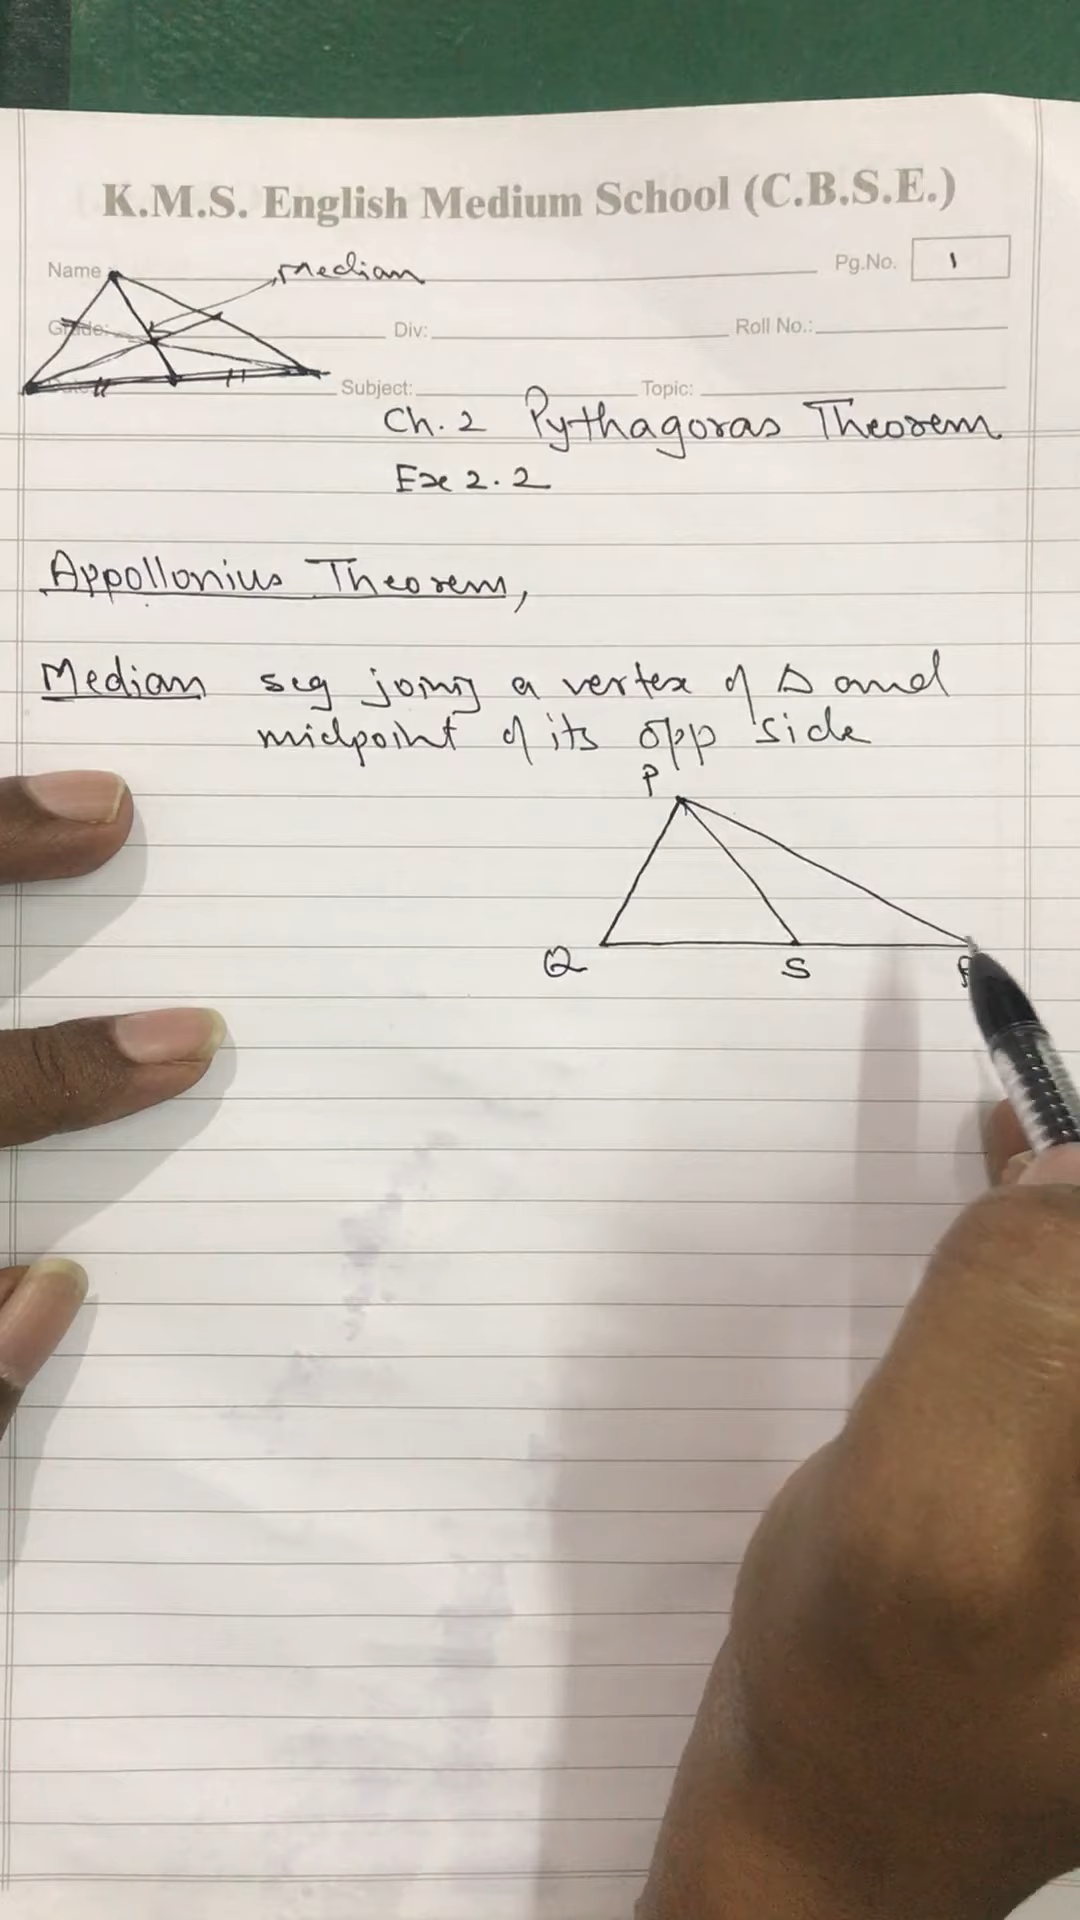 K.M.S. English Medium School (C.B.S.E.)
Name
Median
Pg.No. 1
Grade:
Div:
Roll No.:
Subject:
Topic:
Ch. 2 Pythagoras Theorem
Ex 2.2
Appollonius Theorem,
Median seg joing a vertex of Δ and
midpoint of its opp side
P
Q S